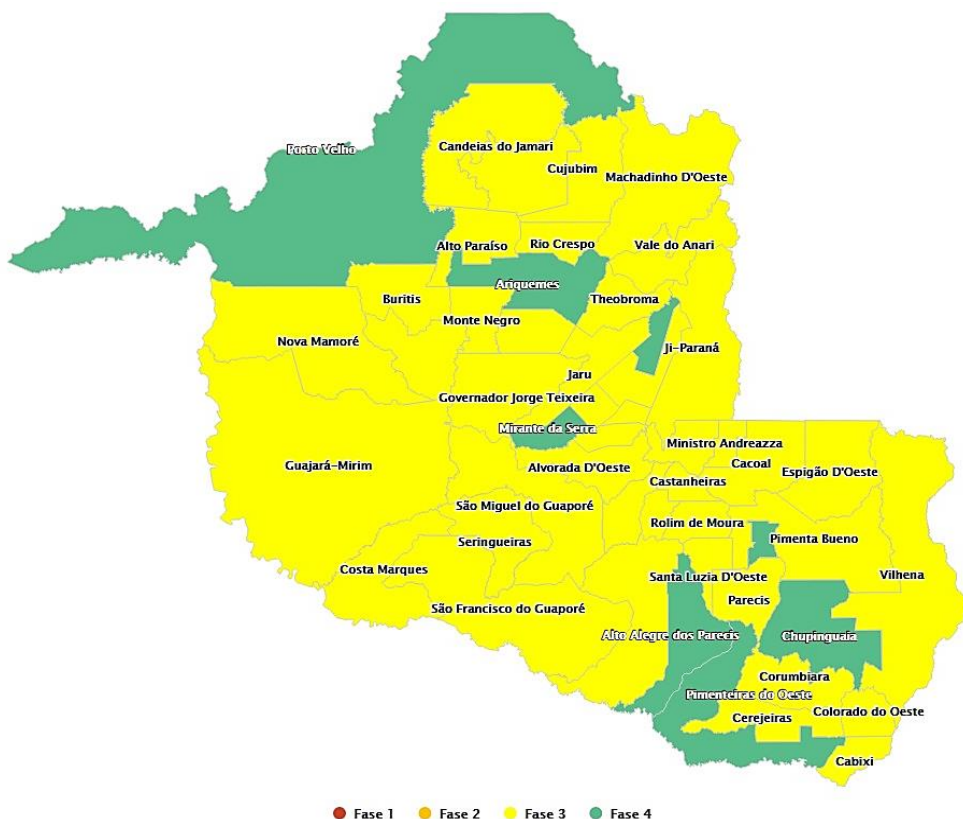 Porto Velho
Candeias do Jamari
Cujubim
Machadinho D'Oeste
Alto Paraíso
Rio Crespo
Vale do Anari
Ariquemes
Buritis
Theobroma
Monte Negro
Nova Mamoré
Ji-Paraná
Jaru
Governador Jorge Teixeira
Mirante da Serra
Ministro Andreazza
Guajará-Mirim
Alvorada D'Oeste
Cacoal
Espigão D'Oeste
Castanheiras
São Miguel do Guaporé
Rolim de Moura
Seringueiras
Pimenta Bueno
Costa Marques
Santa Luzia D'Oeste
Vilhena
Parecis
São Francisco do Guaporé
Alto Alegre dos Parecis
Chupinguaia
Corumbiara
Pimenteiras do Oeste
Colorado do Oeste
Cerejeiras
Cabixi
Fase 1 Fase 2 Fase 3 Fase 4